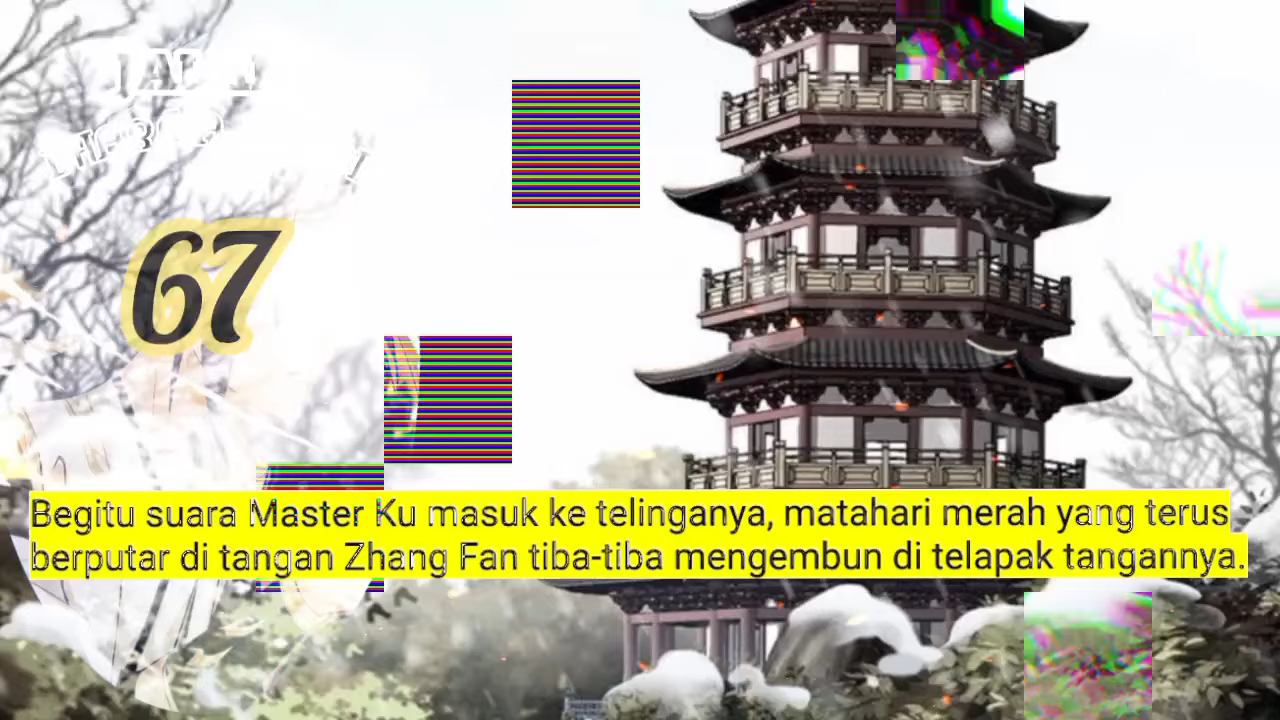 67
Begitu suara Master Ku masuk ke telinganya, matahari merah yang terus
berputar di tangan Zhang Fan tiba-tiba mengembun di telapak tangannya.